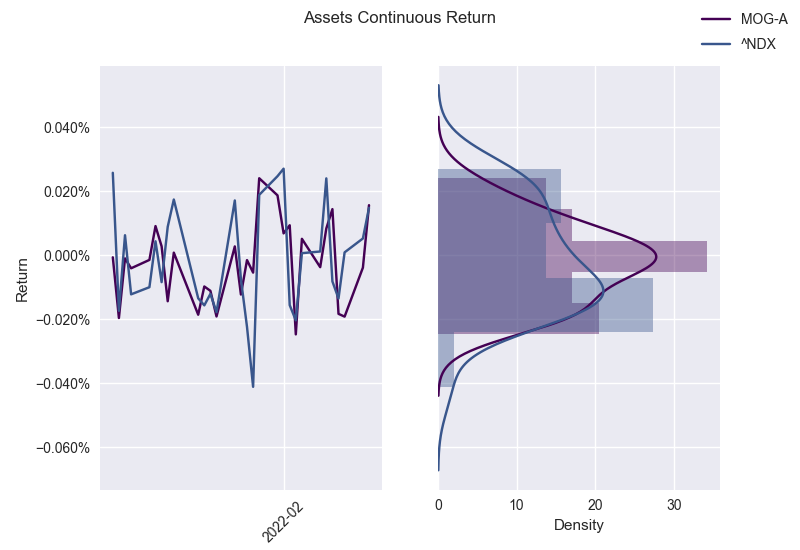 Assets Continuous Return
MOG-A
^NDX
0.040%
0.020%
0.000%
−0.020%
−0.040%
−0.060%
Return
2022-02
0
10
20
30
Density